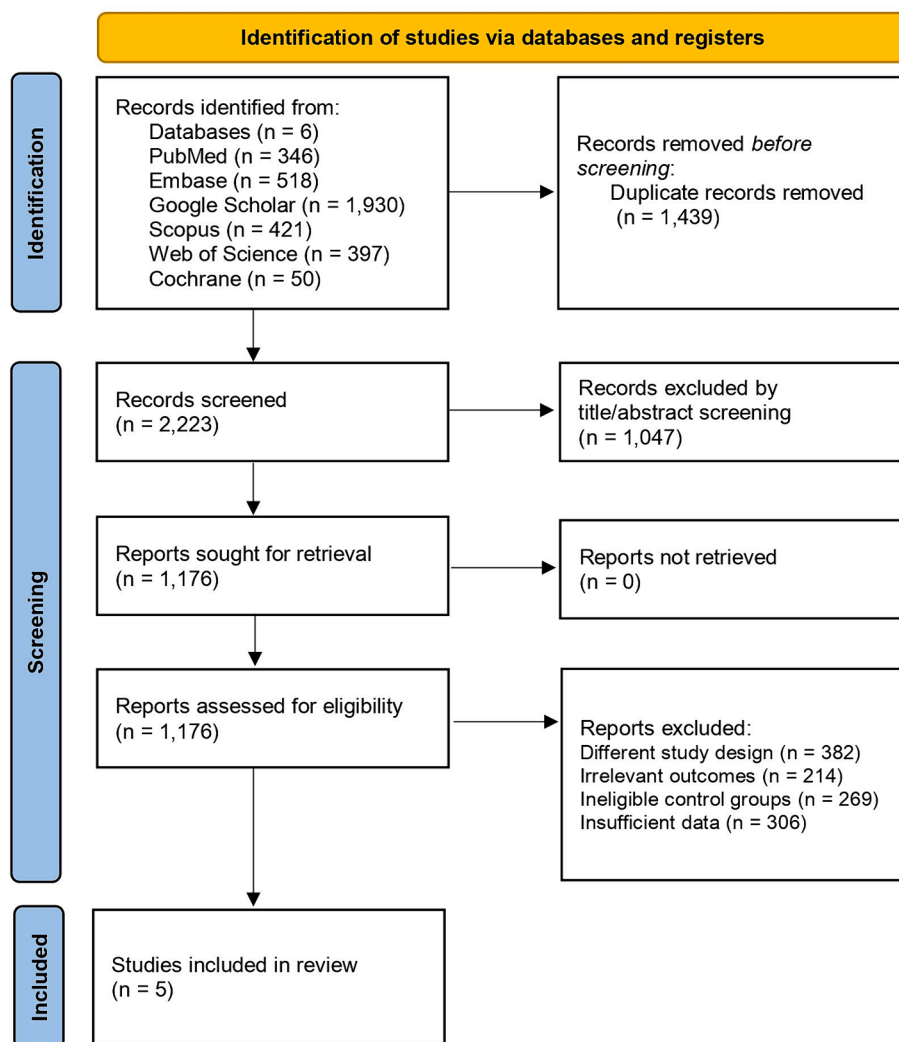 Identification of studies via databases and registers
Identification
Records identified from:
Databases (n = 6)
PubMed (n = 346)
Embase (n = 518)
Google Scholar (n = 1,930)
Scopus (n = 421)
Web of Science (n = 397)
Cochrane (n = 50)
Records removed before
screening:
Duplicate records removed
(n = 1,439)
Screening
Records screened
(n = 2,223)
Records excluded by
title/abstract screening
(n = 1,047)
Reports sought for retrieval
(n = 1,176)
Reports not retrieved
(n = 0)
Reports assessed for eligibility
(n = 1,176)
Reports excluded:
Different study design (n = 382)
Irrelevant outcomes (n = 214)
Ineligible control groups (n = 269)
Insufficient data (n = 306)
Included
Studies included in review
(n = 5)